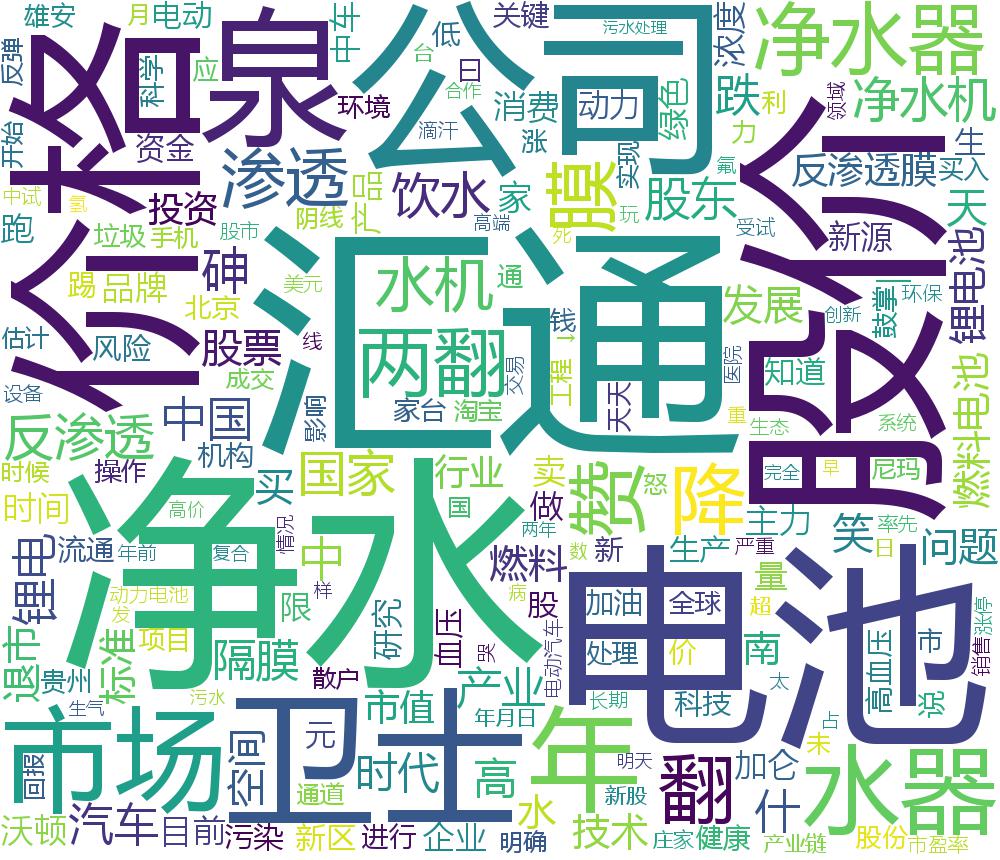 雄安
月
电动
中车
低
关键
污水处理
浓度
净水器
反弹
格
科学
应
泉
公司
台
日
合作
绿色
跌
利
领域
开始
资金
环境
消费
动力
净水机
滴汗
涨
力
中试
氢
投资
渗透
产品
饮水
家
膜
实现
氟
股价
反渗透膜
生
买入
跑
垃圾
手机
股市
阴线
高端
死
玩
股东
受试
新源
天
价
踢
品牌
砷
美元
汇通
水机
通
发展
鼓掌
环保
锂电池
估计
北京
两翻
钱
↓
医院
创新
风险
股票
线
交易
工程
知道
设备
成交
影响
家台
淘宝
天天
重
生态
系统
燃料电池
反渗透
中国
机构
国家
行业
卖
赞
怒
降
完全
早
尼玛
时候
操作
买
时间
高价
净水
情况
中
国
做
两年
主力
笑
率先
日
问题
锂电
流通
年前
复合
样
燃料
数
新
生产
严重
动力电池
发
限
研究
血压
病
股
电池
加油
全球
量
超
市
涨停
退市
标准
项目
隔膜
哭
电动汽车
处理
价
南
高血压
说
销售
贵州
污水
散户
产业
长期
科技
太
占
生气
市场
卫士
市值
年月日
年
明天
未
回报
空间
元
时代
高
翻
加仑
水器
沃顿
汽车
目前
通道
水
新股
什
污染
新区
进行
企业
明确
技术
庄家
健康
产业链
股份
市盈率